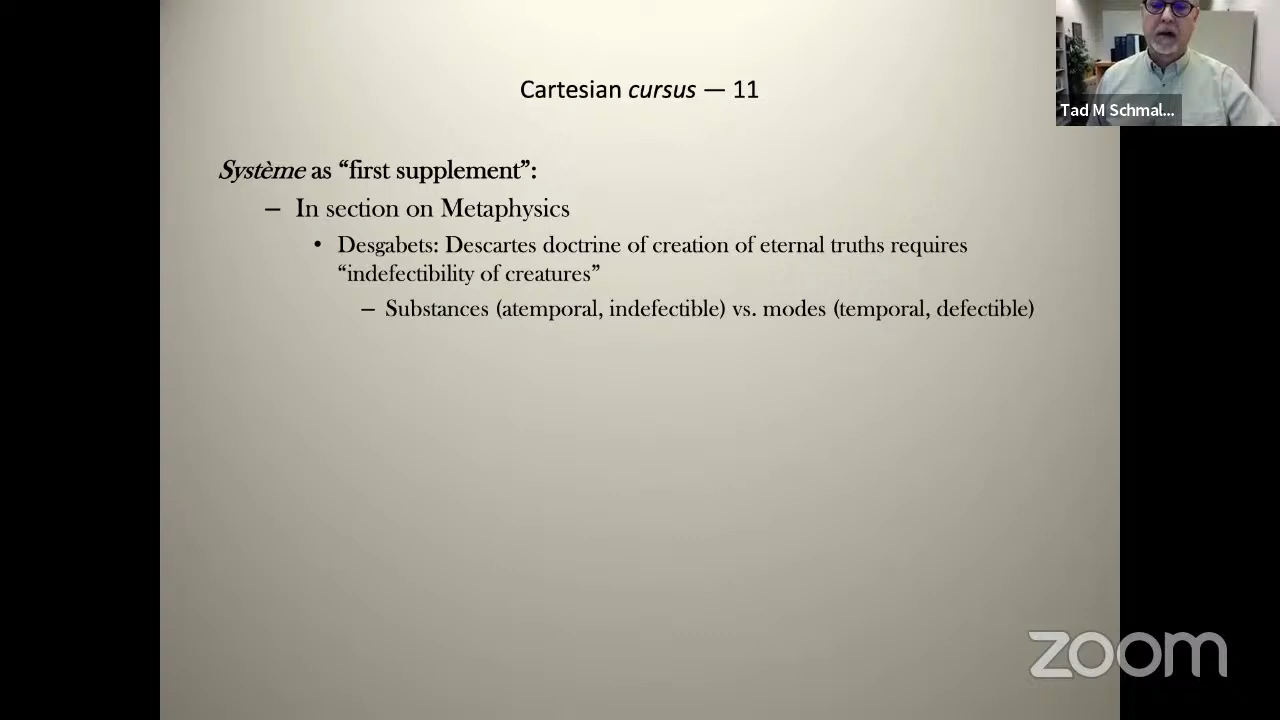 Cartesian cursus — 11
Tad M Schmal...
Système as “first supplement”:
– In section on Metaphysics
• Desgabets: Descartes doctrine of creation of eternal truths requires
“indefectibility of creatures”
– Substances (atemporal, indefectible) vs. modes (temporal, defectible)
zoom